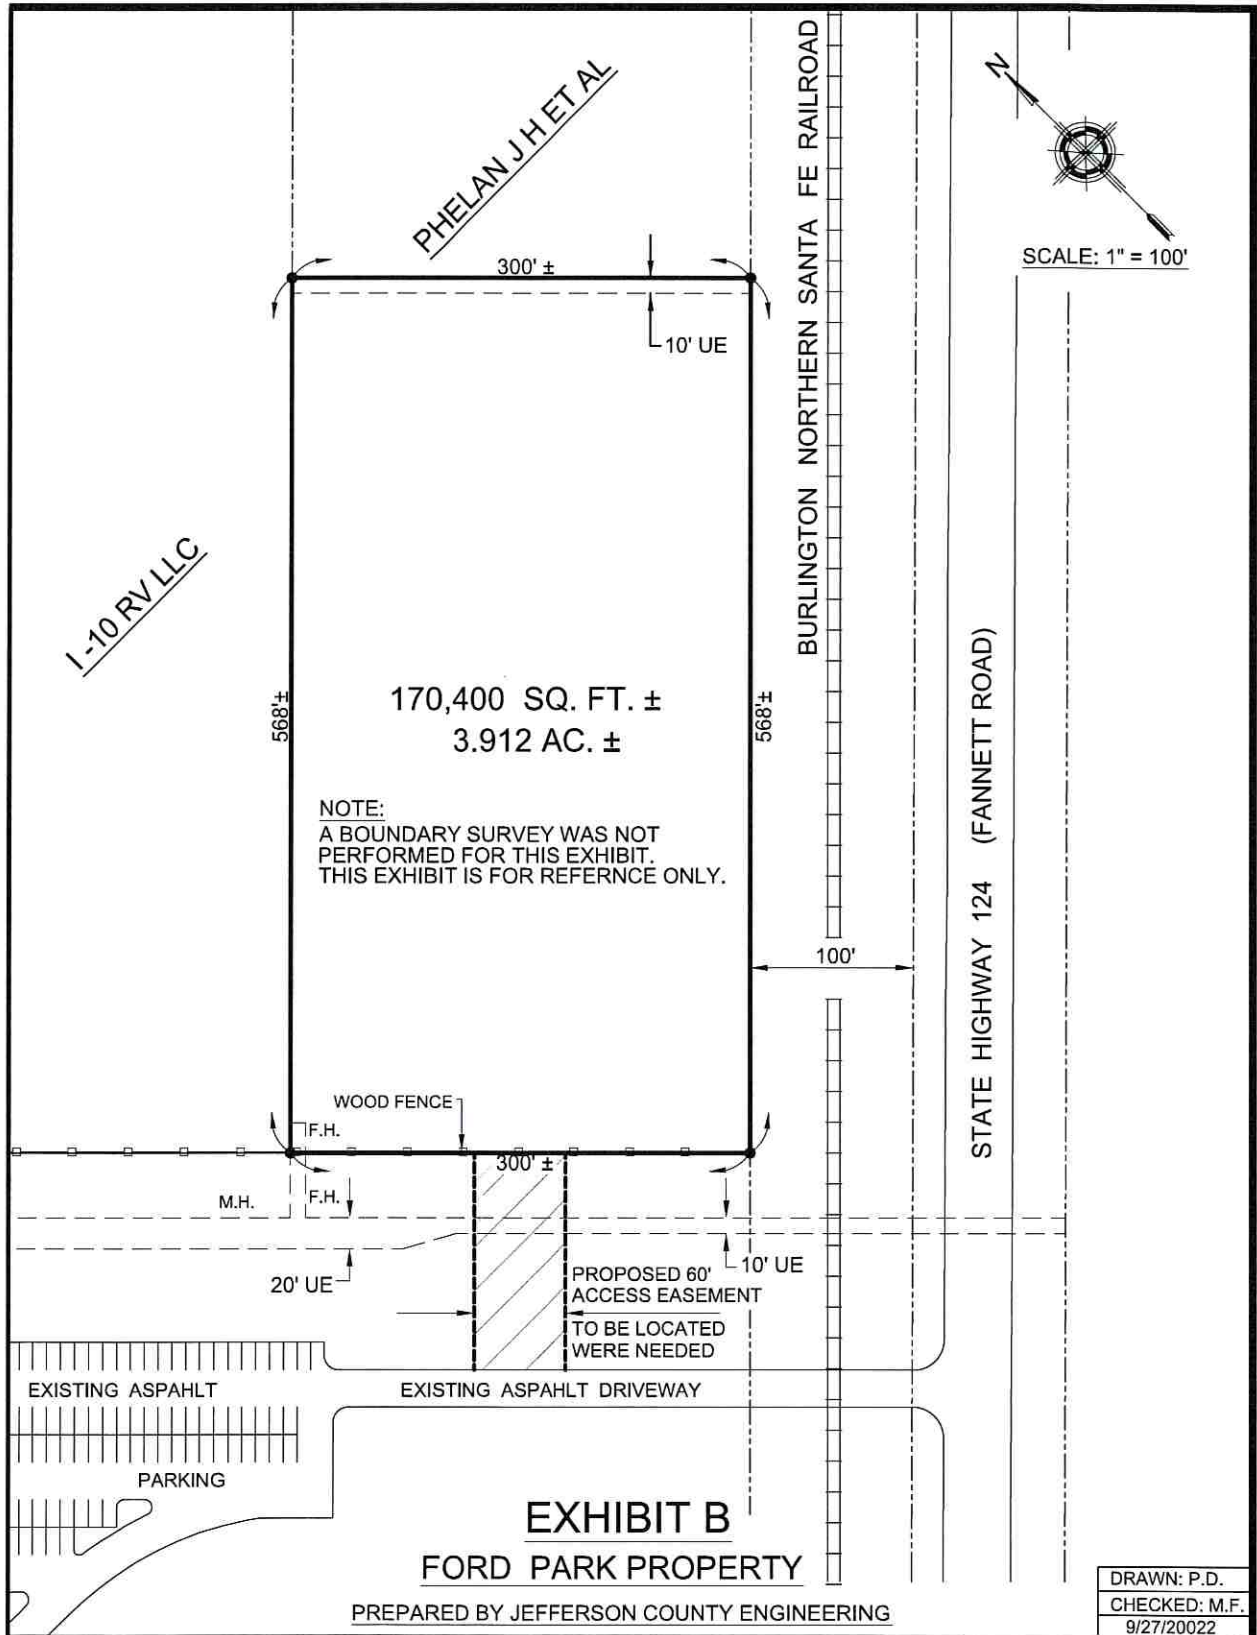 PHELAN J H ET AL
BURLINGTON NORTHERN SANTA FE RAILROAD
N
SCALE: 1" = 100'
300' ±
10' UE
I-10 RV LLC
568'±
568'±
170,400 SQ. FT. ±
3.912 AC. ±
NOTE:
A BOUNDARY SURVEY WAS NOT
PERFORMED FOR THIS EXHIBIT.
THIS EXHIBIT IS FOR REFERNCE ONLY.
STATE HIGHWAY 124 (FANNETT ROAD)
100'
WOOD FENCE
F.H.
300' ±
M.H.
F.H.
20' UE
10' UE
PROPOSED 60'
ACCESS EASEMENT
TO BE LOCATED
WERE NEEDED
EXISTING ASPAHLT
EXISTING ASPAHLT DRIVEWAY
PARKING
EXHIBIT B
FORD PARK PROPERTY
PREPARED BY JEFFERSON COUNTY ENGINEERING
DRAWN: P.D.
CHECKED: M.F.
9/27/20022